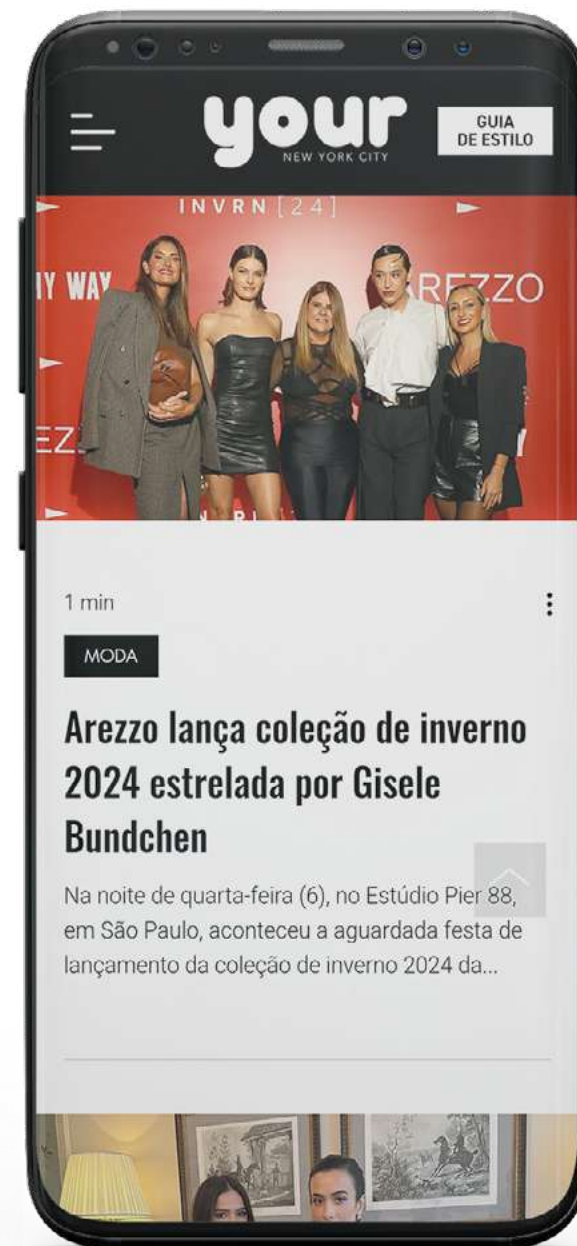 your
NEW YORK CITY
GUIA
DE ESTILO
INVRN [24]
WAY
AREZZO
1 min
MODA
Arezzo lança coleção de inverno
2024 estrelada por Gisele
Bundchen
Na noite de quarta-feira (6), no Estúdio Pier 88,
em São Paulo, aconteceu a aguardada festa de
lançamento da coleção de inverno 2024 da...